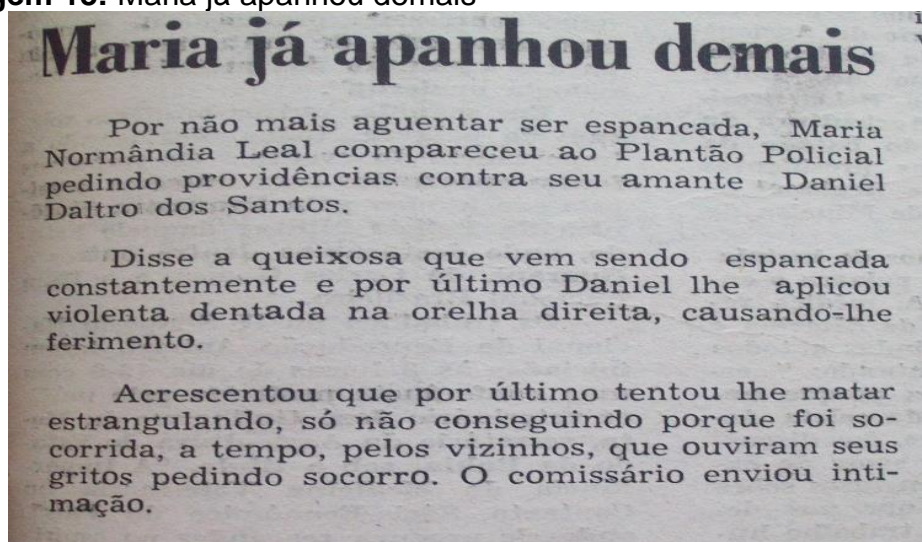 Maria já apanhou demais
Maria já apanhou demais
Por não mais aguentar ser espancada, Maria
Normândia Leal compareceu ao Plantão Policial
pedindo providências contra seu amante Daniel
Daltro dos Santos.
Disse a queixosa que vem sendo espancada
constantemente e por último Daniel lhe aplicou
violenta dentada na orelha direita, causando-lhe
ferimento.
Acrescentou que por último tentou lhe matar
estrangulando, só não conseguindo porque foi so-
corrida, a tempo, pelos vizinhos, que ouviram seus
gritos pedindo socorro. O comissário enviou inti-
mação.